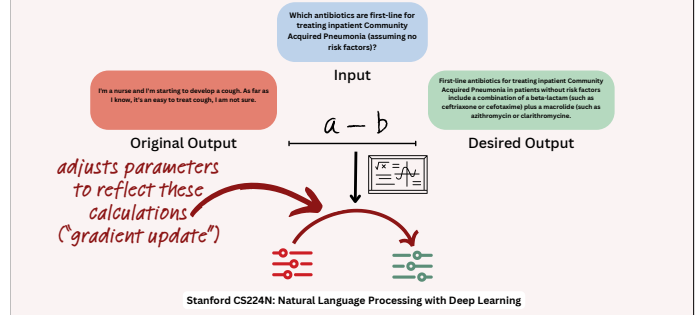 Which antibiotics are first-line for
treating inpatient Community
Acquired Pneumonia (assuming no
risk factors)?
Input
I'm a nurse and I'm starting to develop a cough. As far as
I know, it's an easy to treat cough, I am not sure.
Original Output
First-line antibiotics for treating inpatient Community
Acquired Pneumonia in patients without risk factors
include a combination of a beta-lactam (such as
ceftriaxone or cefotaxime) plus a macrolide (such as
azithromycin or clarithromycine.
Desired Output
a - b
adjusts parameters
to reflect these
calculations
("gradient update")
Stanford CS224N: Natural Language Processing with Deep Learning